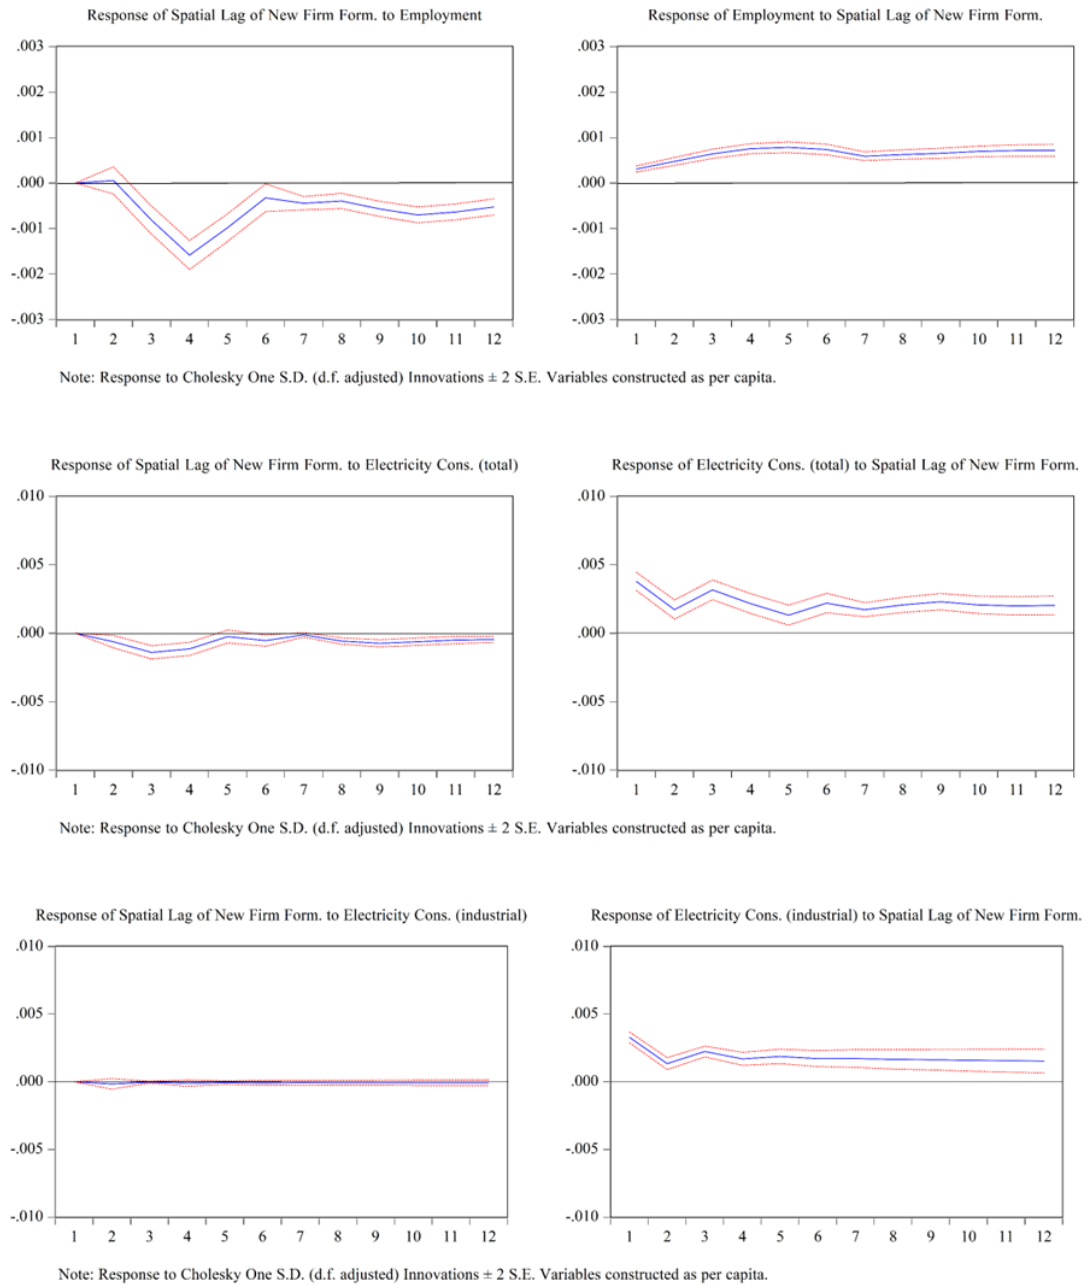 Response of Spatial Lag of New Firm Form. to Employment
.003
.002
.001
.000
-.001
-.002
-.003
1 2 3 4 5 6 7 8 9 10 11 12
Response of Employment to Spatial Lag of New Firm Form.
.003
.002
.001
.000
-.001
-.002
-.003
1 2 3 4 5 6 7 8 9 10 11 12
Note: Response to Cholesky One S.D. (d.f. adjusted) Innovations ± 2 S.E. Variables constructed as per capita.
Response of Spatial Lag of New Firm Form. to Electricity Cons. (total)
.010
.005
.000
-.005
-.010
1 2 3 4 5 6 7 8 9 10 11 12
Response of Electricity Cons. (total) to Spatial Lag of New Firm Form.
.010
.005
.000
-.005
-.010
1 2 3 4 5 6 7 8 9 10 11 12
Note: Response to Cholesky One S.D. (d.f. adjusted) Innovations ± 2 S.E. Variables constructed as per capita.
Response of Spatial Lag of New Firm Form. to Electricity Cons. (industrial)
.010
.005
.000
-.005
-.010
1 2 3 4 5 6 7 8 9 10 11 12
Response of Electricity Cons. (industrial) to Spatial Lag of New Firm Form.
.010
.005
.000
-.005
-.010
1 2 3 4 5 6 7 8 9 10 11 12
Note: Response to Cholesky One S.D. (d.f. adjusted) Innovations ± 2 S.E. Variables constructed as per capita.